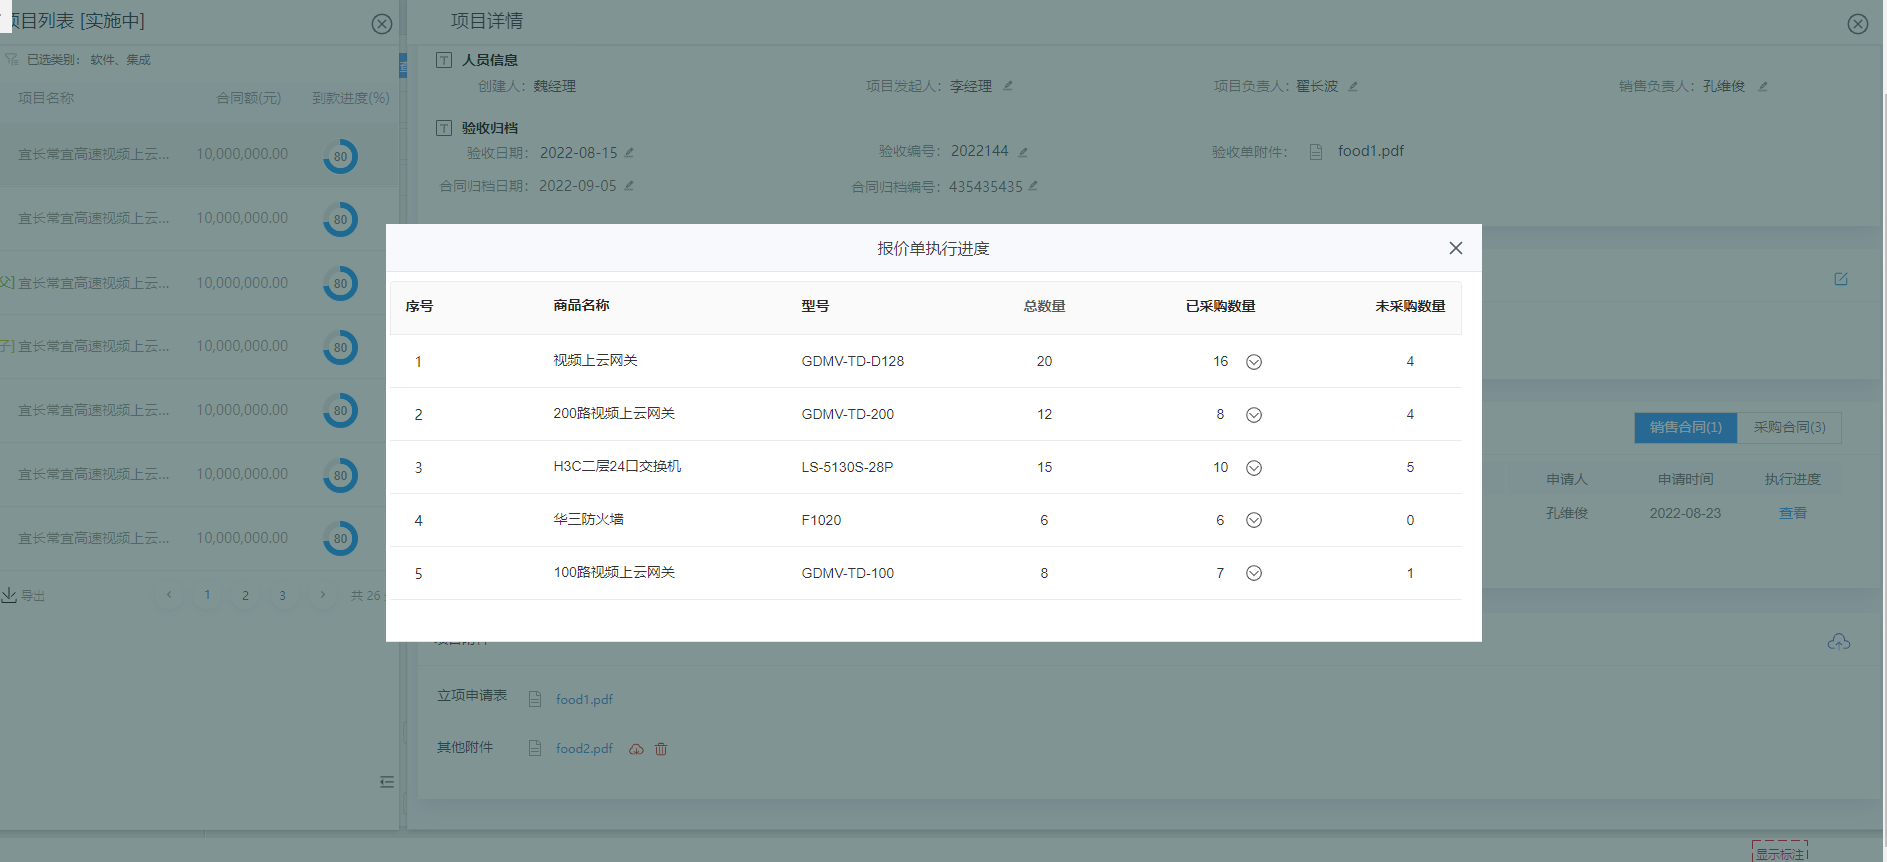 项目列表 [实施中]
已选类别： 软件、集成
项目名称 合同额(元) 到款进度(%)
宜长常宜高速视频上云... 10,000,000.00 80
宜长常宜高速视频上云... 10,000,000.00 80
父] 宜长常宜高速视频上云... 10,000,000.00 80
子] 宜长常宜高速视频上云... 10,000,000.00 80
宜长常宜高速视频上云... 10,000,000.00 80
宜长常宜高速视频上云... 10,000,000.00 80
宜长常宜高速视频上云... 10,000,000.00 80
导出 1 2 3 共 26
项目详情
人员信息
创建人： 魏经理 项目发起人： 李经理 项目负责人： 翟长波 销售负责人： 孔维俊
验收归档
验收日期： 2022-08-15 验收编号： 2022144 验收单附件： food1.pdf
合同归档日期： 2022-09-05 合同归档编号： 435435435
报价单执行进度
序号 商品名称 型号 总数量 已采购数量 未采购数量
1 视频上云网关 GDMV-TD-D128 20 16 4
2 200路视频上云网关 GDMV-TD-200 12 8 4
3 H3C二层24口交换机 LS-5130S-28P 15 10 5
4 华三防火墙 F1020 6 6 0
5 100路视频上云网关 GDMV-TD-100 8 7 1
销售合同(1) 采购合同(3)
申请人 申请时间 执行进度
孔维俊 2022-08-23 查看
立项申请表 food1.pdf
其他附件 food2.pdf
显示标注